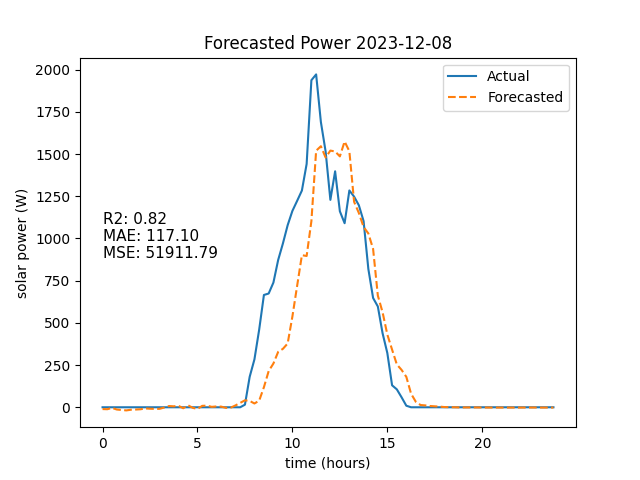 Forecasted Power 2023-12-08
Actual
Forecasted
R2: 0.82
MAE: 117.10
MSE: 51911.79
solar power (W)
2000
1750
1500
1250
1000
750
500
250
0
0 5 10 15 20
time (hours)